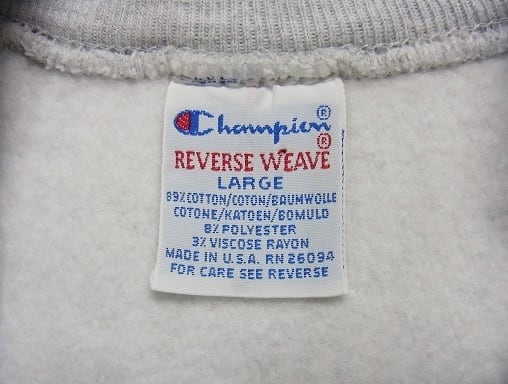 Champion®
REVERSE WEAVE®
LARGE
89% COTTON/COTON/BAUMWOLLE
COTONE/KATOEN/BOMULD
8% POLYESTER
3% VISCOSE RAYON
MADE IN U.S.A. RN 26094
FOR CARE SEE REVERSE